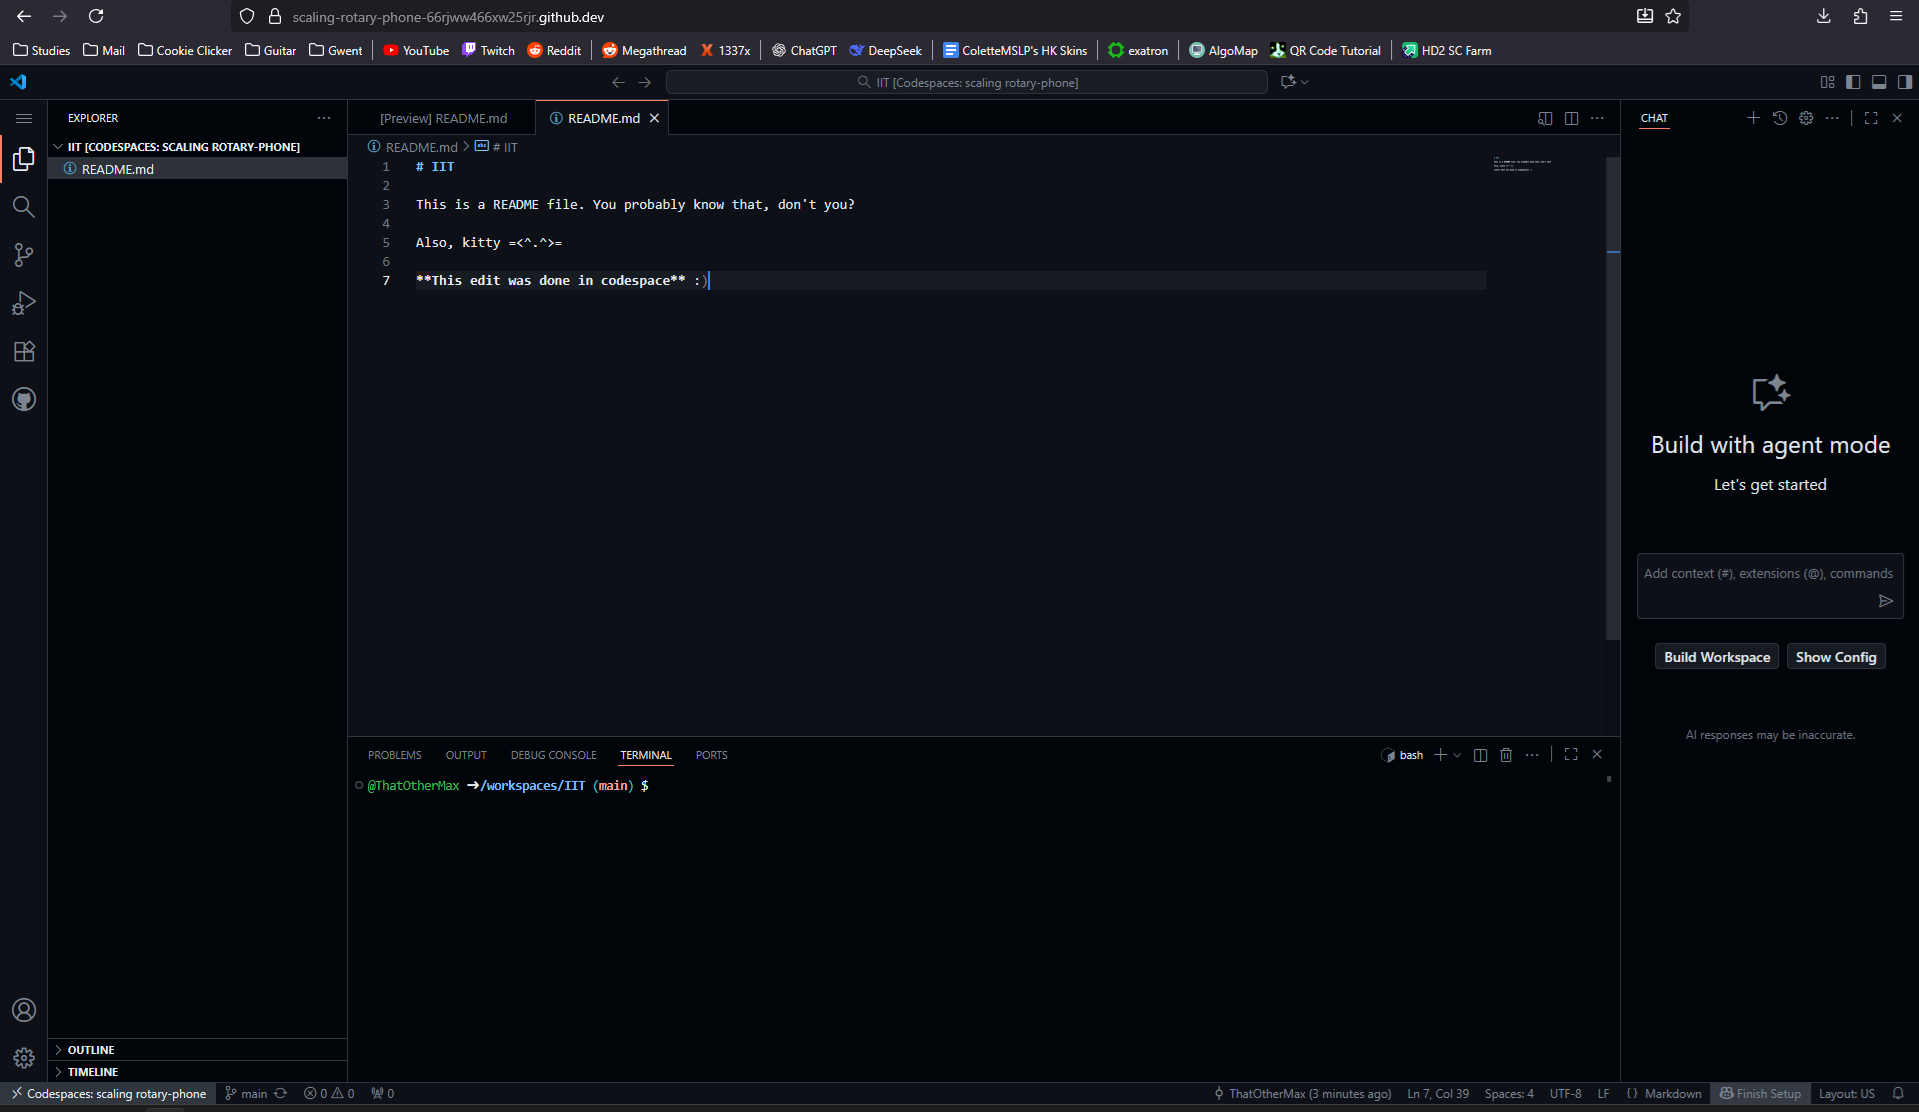 scaling-rotary-phone-66rjww466xw25rjr.github.dev
Studies Mail Cookie Clicker Guitar Gwent YouTube Twitch Reddit Megathread 1337x ChatGPT DeepSeek ColetteMSLP's HK Skins exatron AlgoMap QR Code Tutorial HD2 SC Farm
IIT [Codespaces: scaling rotary-phone]
EXPLORER
IIT [CODESPACES: SCALING ROTARY-PHONE]
README.md
[Preview] README.md README.md
README.md > # IIT
1 # IIT
2
3 This is a README file. You probably know that, don't you?
4
5 Also, kitty =<^.^>=
6
7 **This edit was done in codespace** :)
CHAT
Build with agent mode
Let's get started
Add context (#), extensions (@), commands
Build Workspace Show Config
AI responses may be inaccurate.
PROBLEMS OUTPUT DEBUG CONSOLE TERMINAL PORTS
bash
@ThatOtherMax ➜/workspaces/IIT (main) $
OUTLINE
TIMELINE
Codespaces: scaling rotary-phone main 0 0 0 ThatOtherMax (3 minutes ago) Ln 7, Col 39 Spaces: 4 UTF-8 LF {} Markdown Finish Setup Layout: US